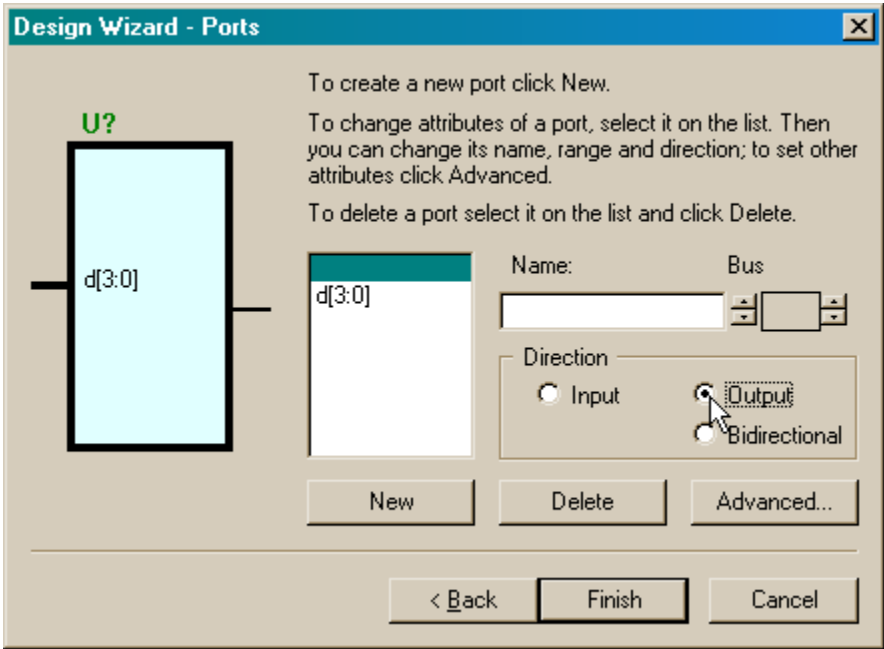 Design Wizard - Ports
To create a new port click New.
To change attributes of a port, select it on the list. Then
you can change its name, range and direction; to set other
attributes click Advanced.
To delete a port select it on the list and click Delete.
U?
d[3:0]
d[3:0]
Name:
Bus
Direction
Input
Output
Bidirectional
New
Delete
Advanced...
< Back
Finish
Cancel